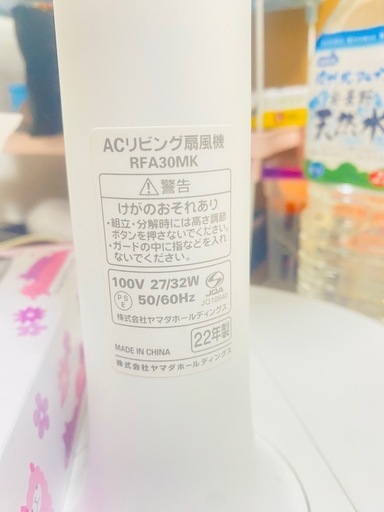 ACリビング扇風機
RFA30MK
警告
けがのおそれあり
・組立・分解時には高さ調節
ボタンを押さないでください。
・ガードの中に指などを入れ
ないでください。
100V 27/32W
50/60Hz
PSE
JQA
株式会社ヤマダホールディングス
22年製
MADE IN CHINA
株式会社ヤマダホールディングス
天然水